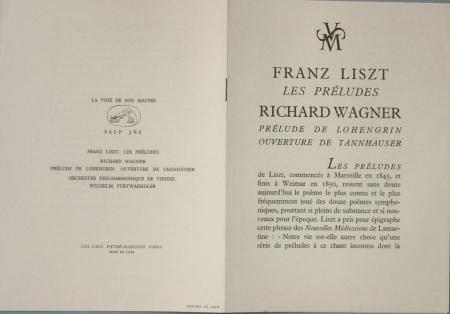 LA VOIX DE SON MAITRE
FALP 362
FRANZ LISZT. LES PRÉLUDES
RICHARD WAGNER
PRÉLUDE DE LOHENGRIN. OUVERTURE DE TANNHÄUSER
ORCHESTRE PHILHARMONIQUE DE VIENNE.
WILHELM FURTWAENGLER
LES I.M.E. PATHÉ-MARCONI PARIS
VM
FRANZ LISZT
LES PRÉLUDES
RICHARD WAGNER
PRÉLUDE DE LOHENGRIN
OUVERTURE DE TANNHAUSER
LES PRÉLUDES
de Liszt, commencés à Marseille en 1845, et
finis à Weimar en 1850, restent sans doute
aujourd'hui le poème le plus connu et le plus
fréquemment joué des douze poèmes sympho-
niques, pourtant si pleins de substance et si nou-
veaux pour l'époque. Liszt a pris pour épigraphe
cette phrase des Nouvelles Méditations de Lamar-
tine : « Notre vie est-elle autre chose qu'une
série de préludes à ce chant inconnu dont la